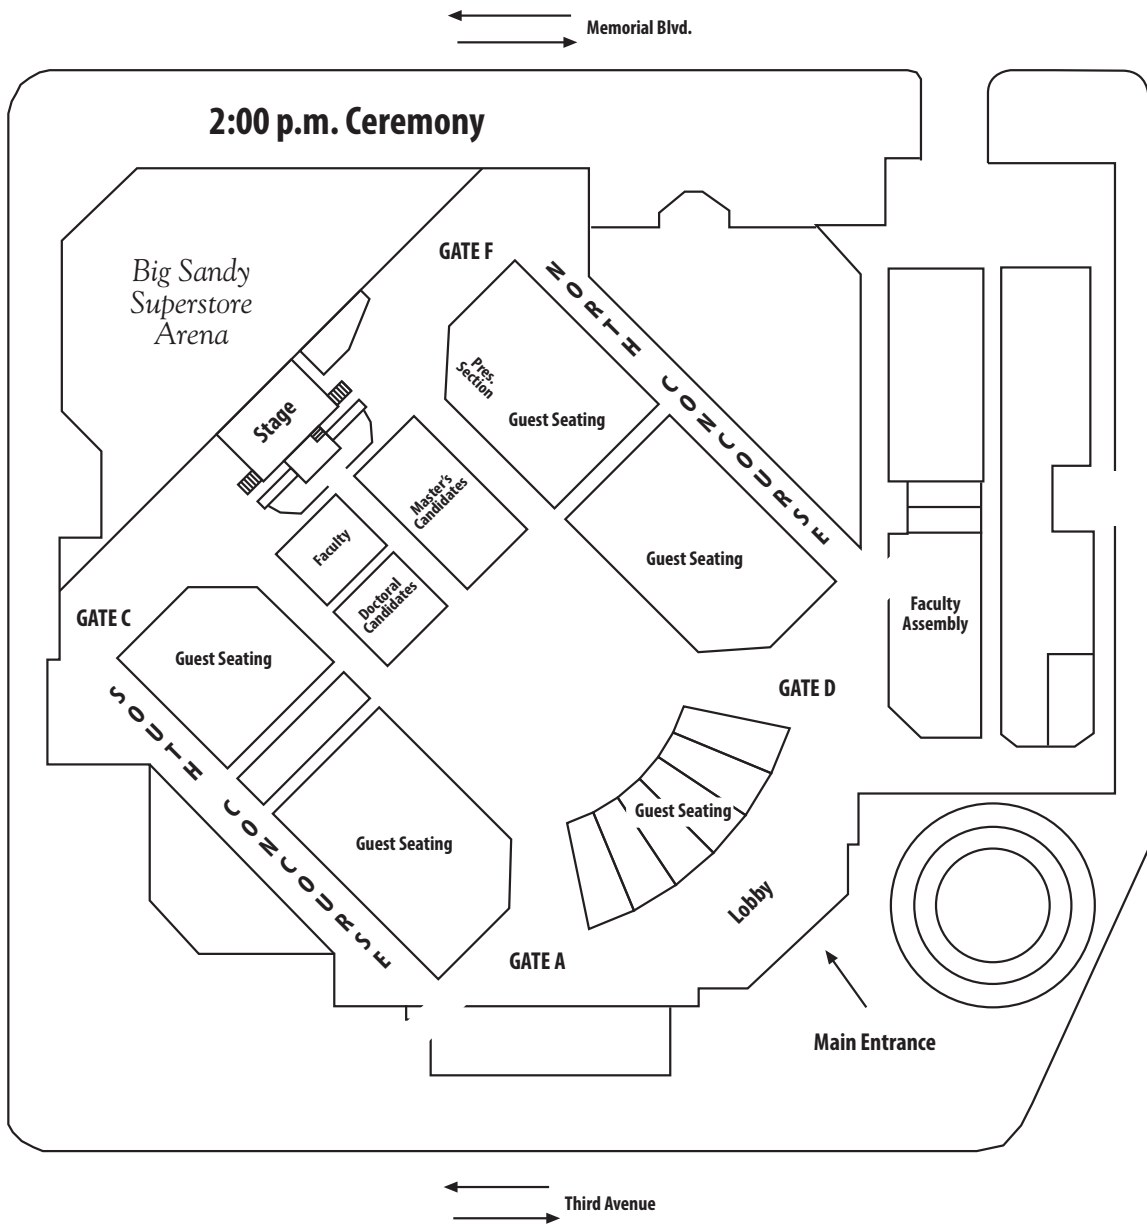 Memorial Blvd.
2:00 p.m. Ceremony
Big Sandy
Superstore
Arena
GATE F
NORTH CONCOURSE
Pres.
Section
Guest Seating
Stage
Master's
Candidates
Faculty
Doctoral
Candidates
Guest Seating
Faculty
Assembly
GATE C
Guest Seating
GATE D
SOUTH CONCOURSE
Guest Seating
Guest Seating
Lobby
GATE A
Main Entrance
Third Avenue